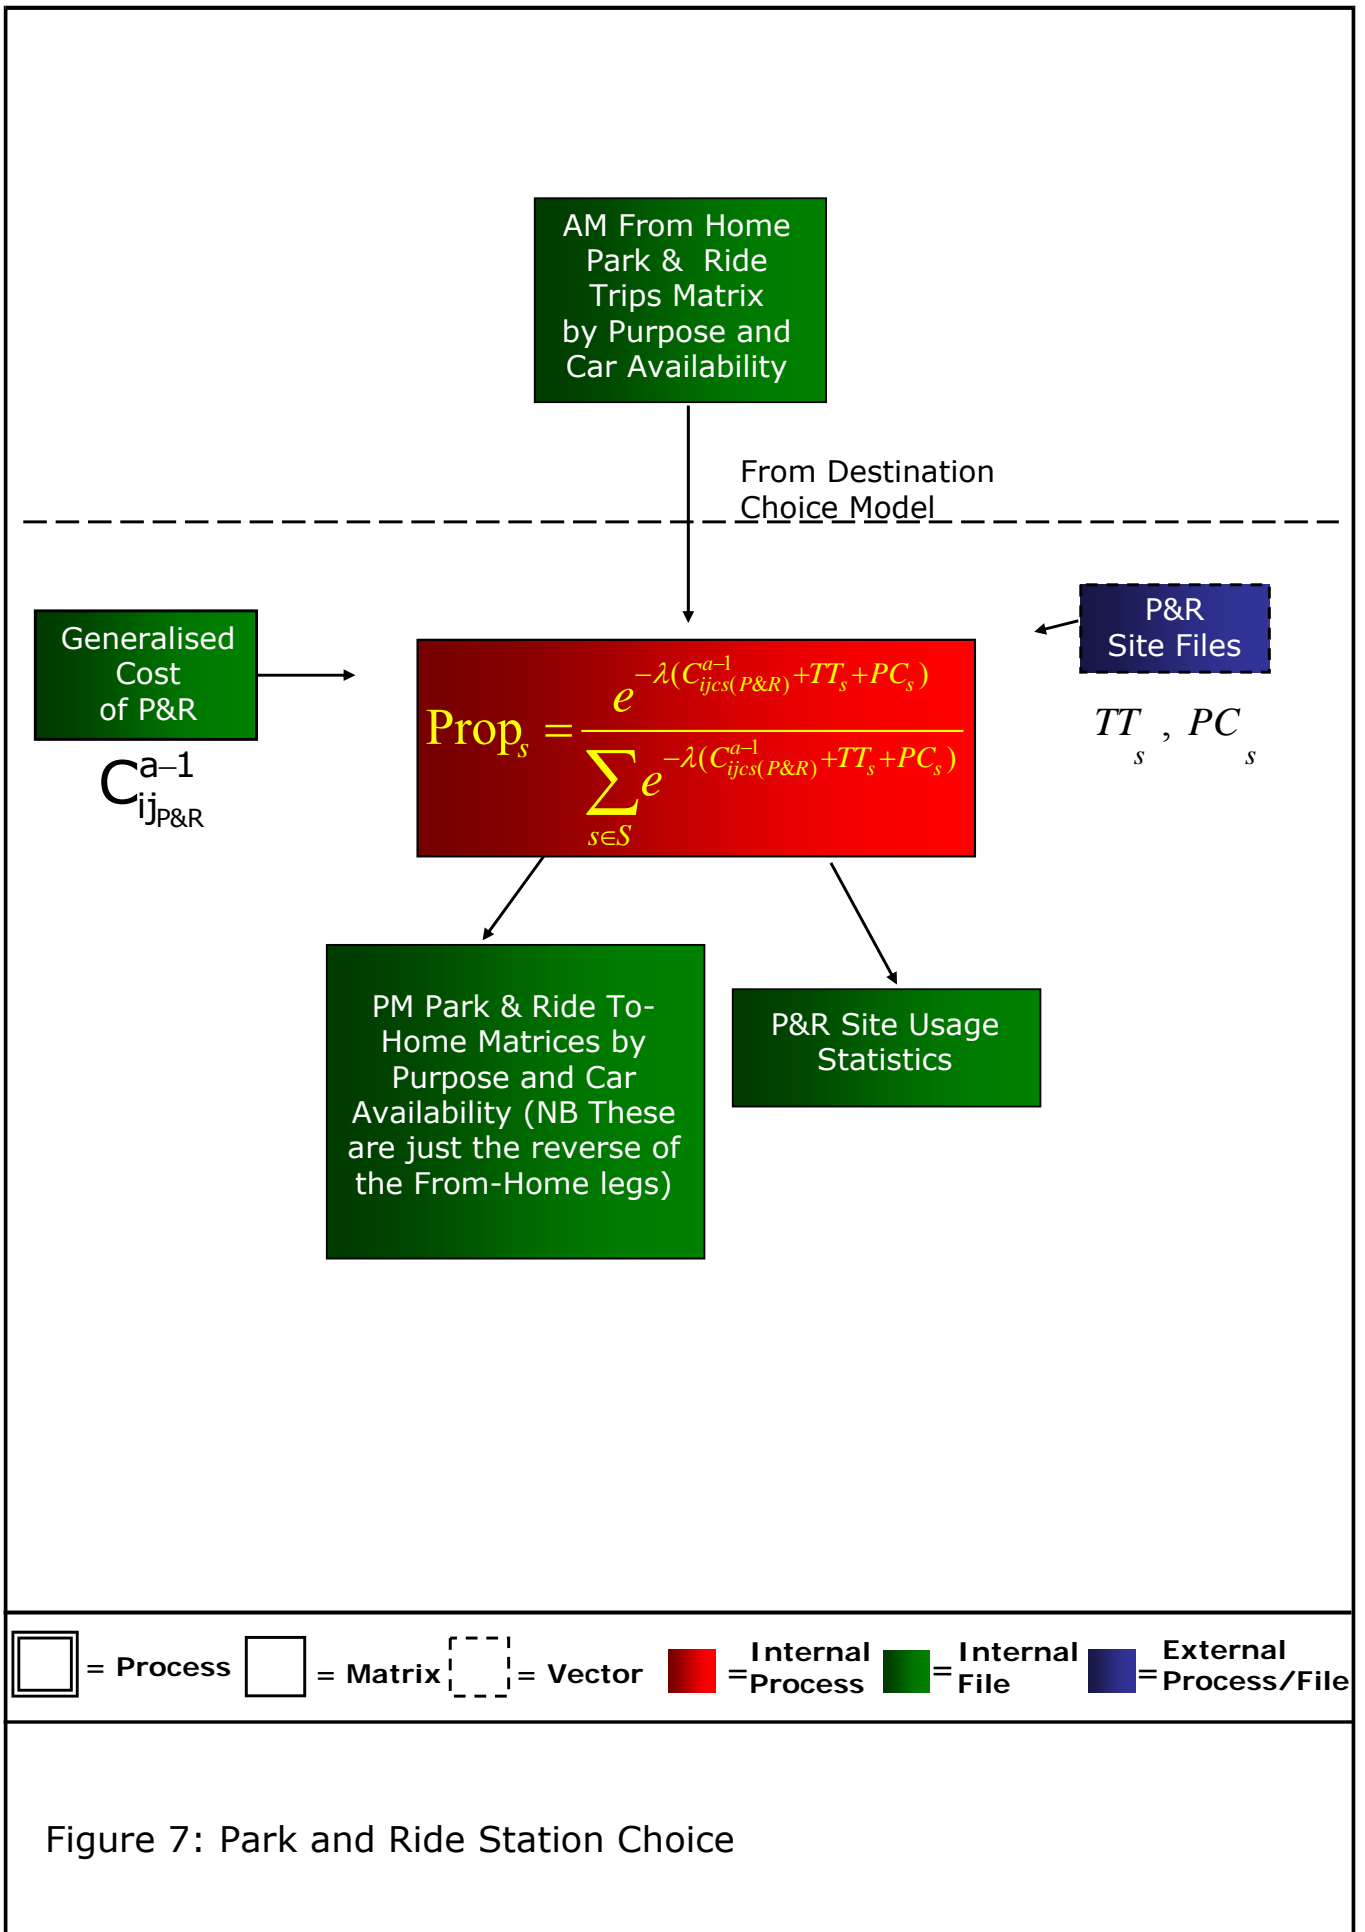 AM From Home
Park & Ride
Trips Matrix
by Purpose and
Car Availability
From Destination
Choice Model
Generalised
Cost
of P&R
C^{a–1}_{ij_{P&R}}
Prop_s = \frac{e^{-λ(C^{a-1}_{ijcs(P&R)}+TT_s+PC_s)}}{\sum_{s∈S} e^{-λ(C^{a-1}_{ijcs(P&R)}+TT_s+PC_s)}}
P&R
Site Files
TT_s , PC_s
PM Park & Ride To-
Home Matrices by
Purpose and Car
Availability (NB These
are just the reverse of
the From-Home legs)
P&R Site Usage
Statistics
= Process
= Matrix
= Vector
= Internal
Process
= Internal
File
= External
Process/File
Figure 7: Park and Ride Station Choice